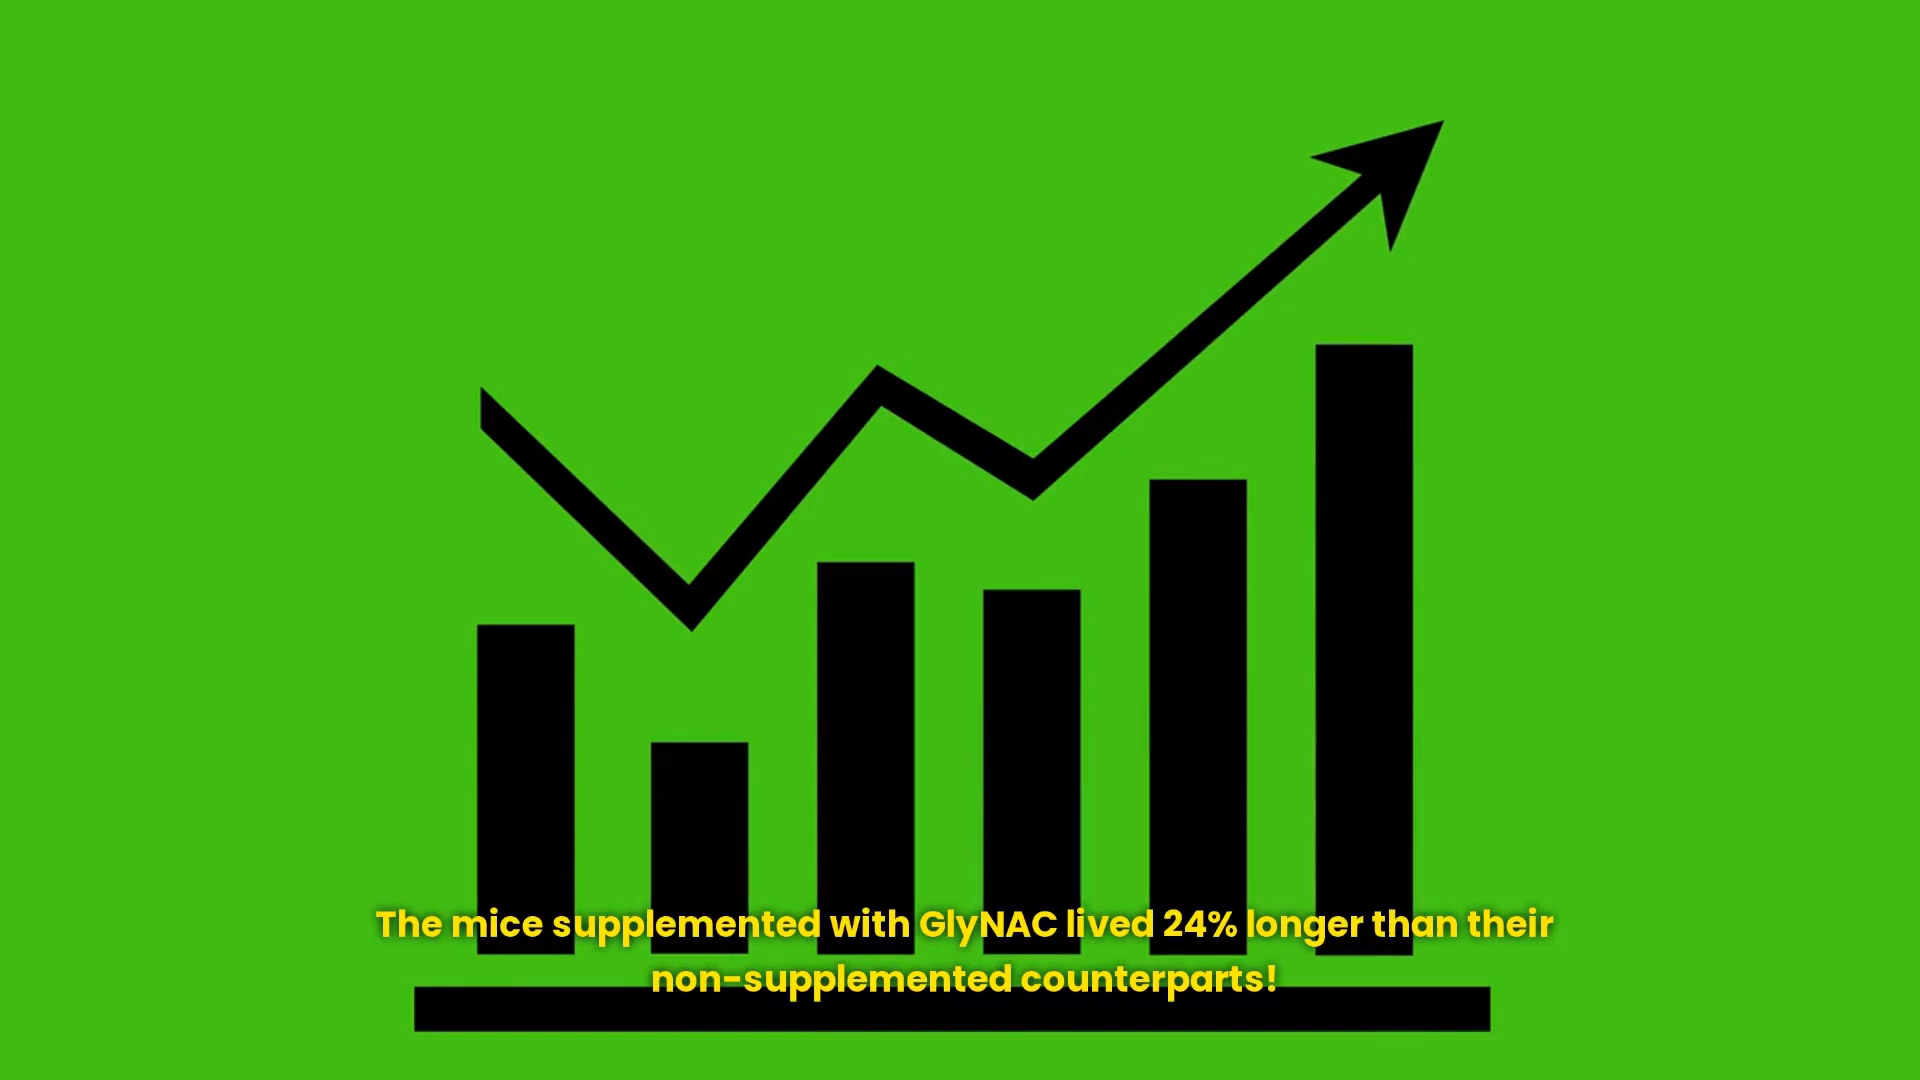 The mice supplemented with GlyNAC lived 24% longer than their
non-supplemented counterparts!